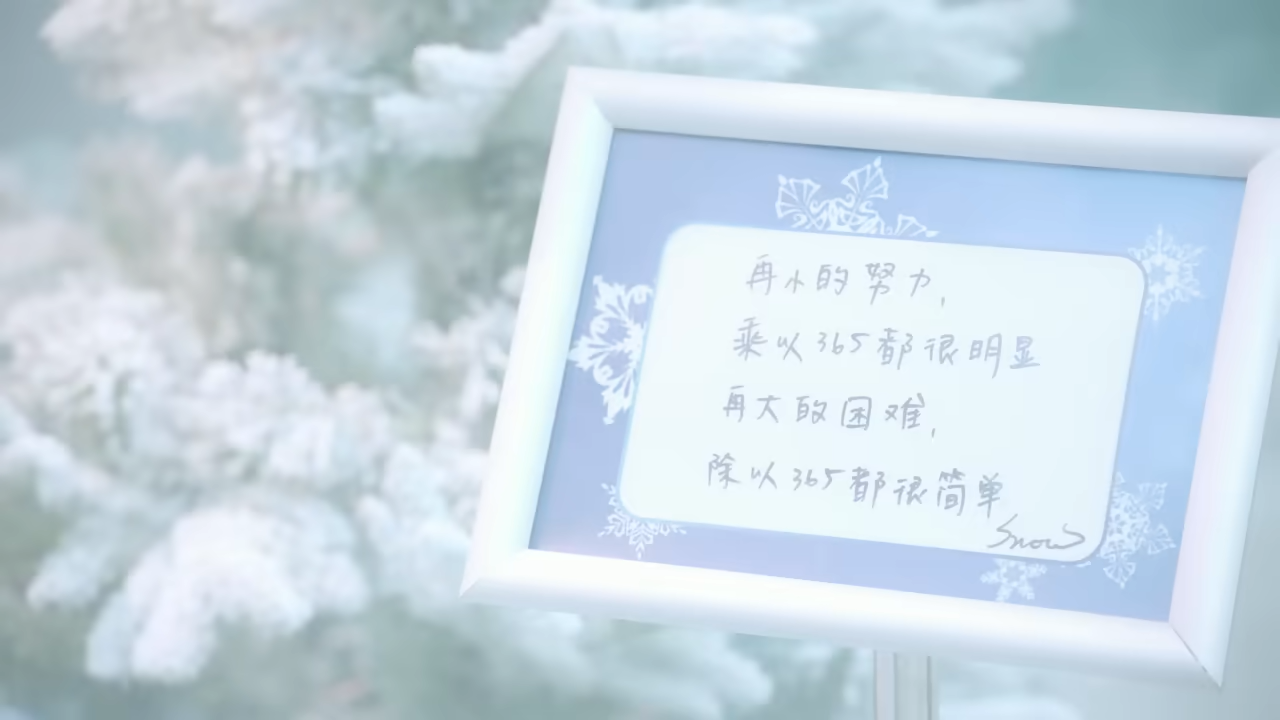 再小的努力,
乘以365都很明显
再大的困难,
除以365都很简单
Snow